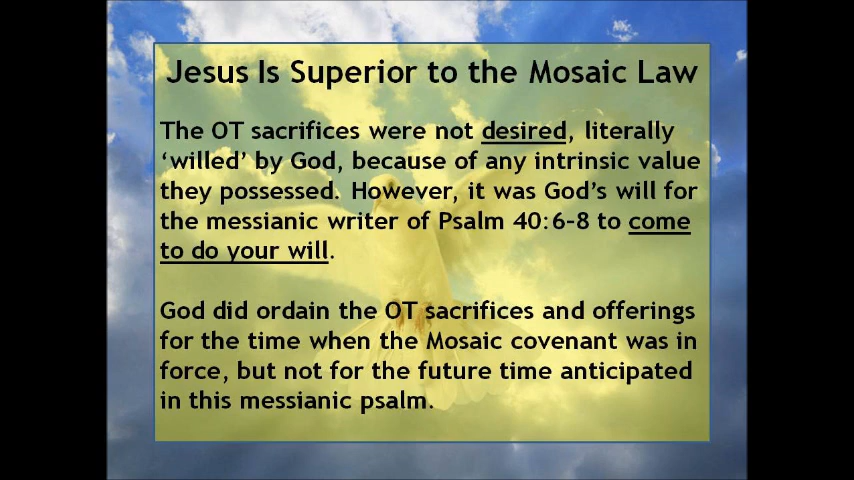 Jesus Is Superior to the Mosaic Law
The OT sacrifices were not desired, literally
‘willed’ by God, because of any intrinsic value
they possessed. However, it was God’s will for
the messianic writer of Psalm 40:6-8 to come
to do your will.
God did ordain the OT sacrifices and offerings
for the time when the Mosaic covenant was in
force, but not for the future time anticipated
in this messianic psalm.